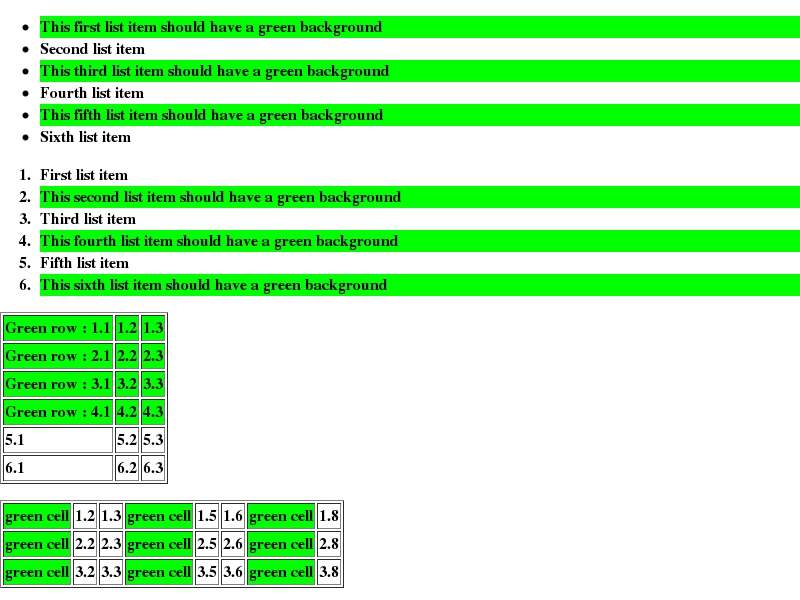 • This first list item should have a green background
• Second list item
• This third list item should have a green background
• Fourth list item
• This fifth list item should have a green background
• Sixth list item
1. First list item
2. This second list item should have a green background
3. Third list item
4. This fourth list item should have a green background
5. Fifth list item
6. This sixth list item should have a green background
Green row : 1.1 1.2 1.3
Green row : 2.1 2.2 2.3
Green row : 3.1 3.2 3.3
Green row : 4.1 4.2 4.3
5.1 5.2 5.3
6.1 6.2 6.3
green cell 1.2 1.3 green cell 1.5 1.6 green cell 1.8
green cell 2.2 2.3 green cell 2.5 2.6 green cell 2.8
green cell 3.2 3.3 green cell 3.5 3.6 green cell 3.8